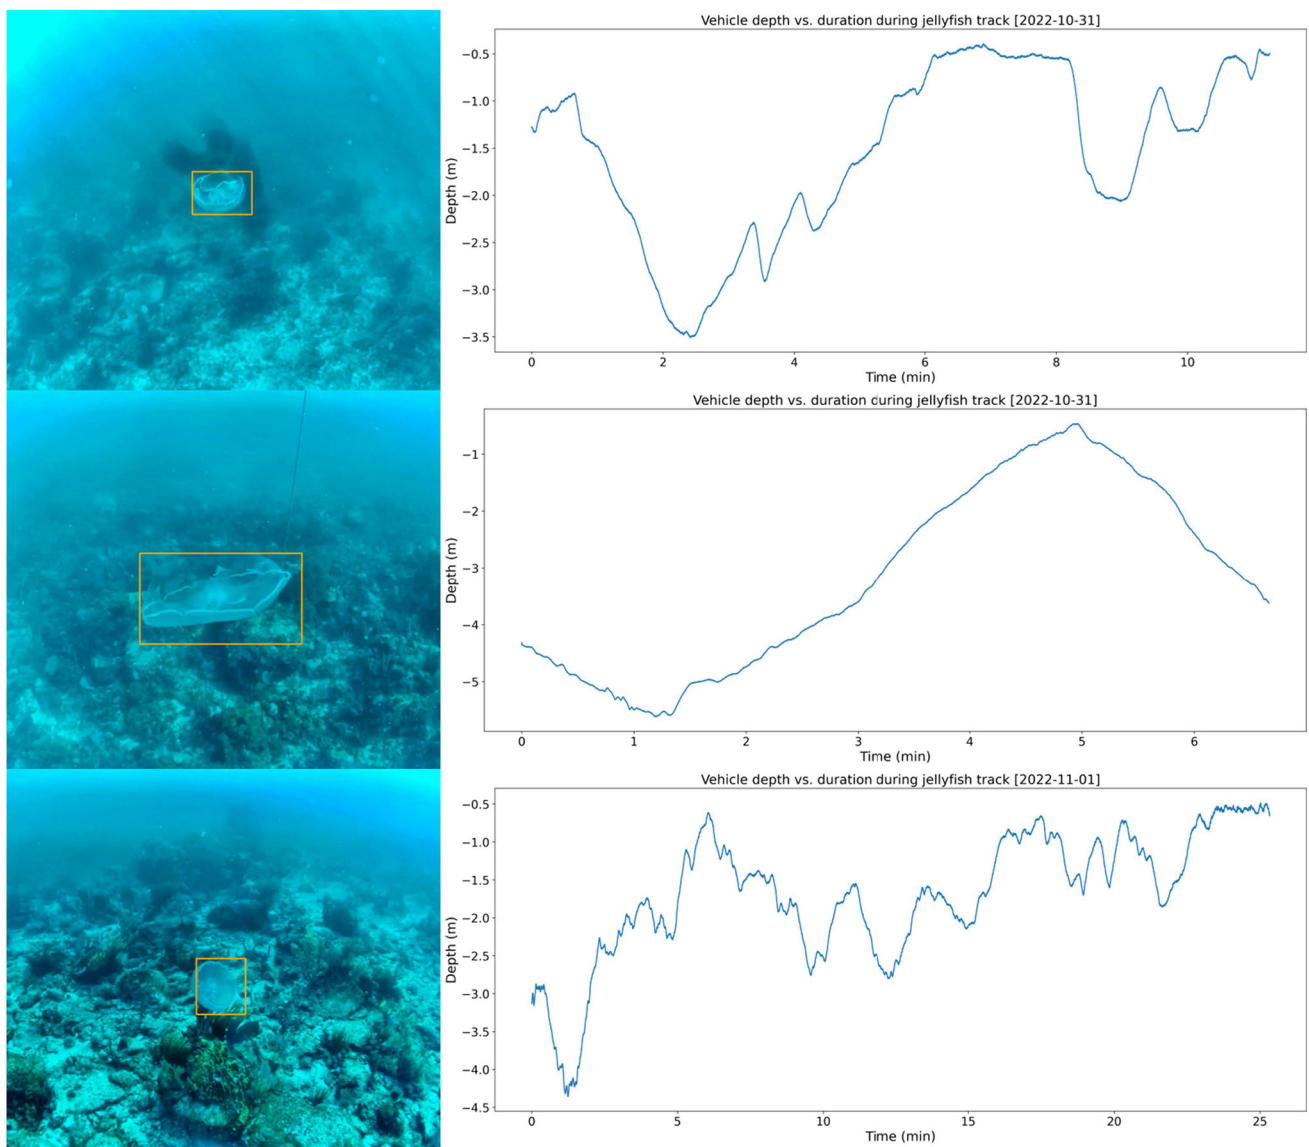 Vehicle depth vs. duration during jellyfish track [2022-10-31]
Depth (m)
−0.5
−1.0
−1.5
−2.0
−2.5
−3.0
−3.5
0 2 4 6 8 10
Time (min)
Vehicle depth vs. duration during jellyfish track [2022-10-31]
Depth (m)
−1
−2
−3
−4
−5
0 1 2 3 4 5 6
Time (min)
Vehicle depth vs. duration during jellyfish track [2022-11-01]
Depth (m)
−0.5
−1.0
−1.5
−2.0
−2.5
−3.0
−3.5
−4.0
−4.5
0 5 10 15 20 25
Time (min)